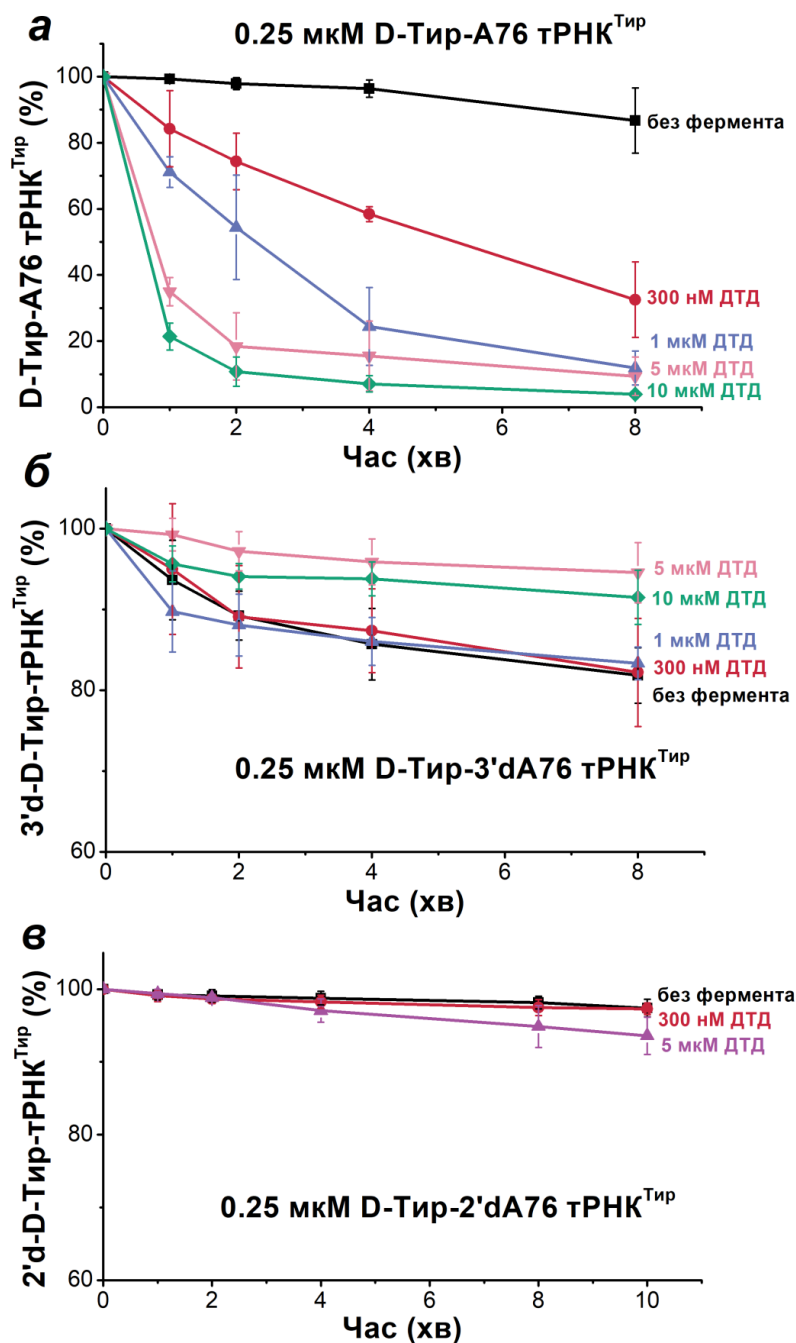 а
0.25 мкМ D-Тир-А76 тРНК^Тир
D-Тир-А76 тРНК^Тир (%)
100
80
60
40
20
0
без фермента
300 нМ ДТД
1 мкМ ДТД
5 мкМ ДТД
10 мкМ ДТД
0 2 4 6 8
Час (хв)
б
3'd-D-Тир-тРНК^Тир (%)
100
80
60
5 мкМ ДТД
10 мкМ ДТД
1 мкМ ДТД
300 нМ ДТД
без фермента
0.25 мкМ D-Тир-3'dA76 тРНК^Тир
0 2 4 6 8
Час (хв)
в
2'd-D-Тир-тРНК^Тир (%)
100
80
60
без фермента
300 нМ ДТД
5 мкМ ДТД
0.25 мкМ D-Тир-2'dA76 тРНК^Тир
0 2 4 6 8 10
Час (хв)